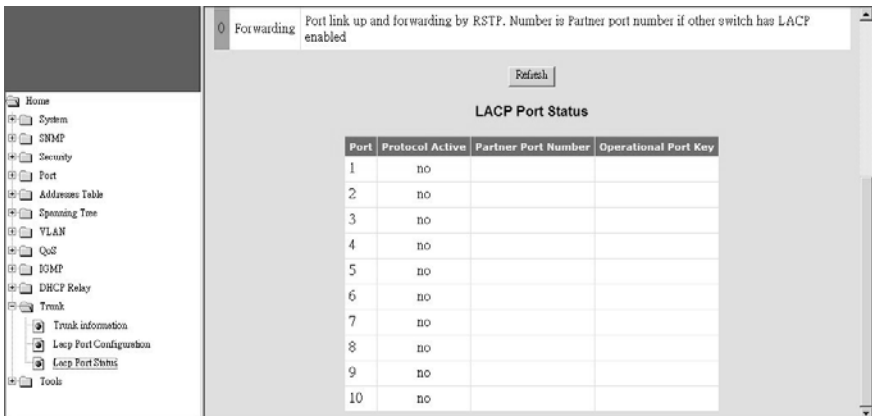 Home
System
SNMP
Security
Port
Addresses Table
Spanning Tree
VLAN
QoS
IGMP
DHCP Relay
Trunk
Trunk information
Lacp Port Configuration
Lacp Port Status
Tools
0 Forwarding Port link up and forwarding by RSTP. Number is Partner port number if other switch has LACP
enabled
Refresh
LACP Port Status
Port Protocol Active Partner Port Number Operational Port Key
1 no
2 no
3 no
4 no
5 no
6 no
7 no
8 no
9 no
10 no